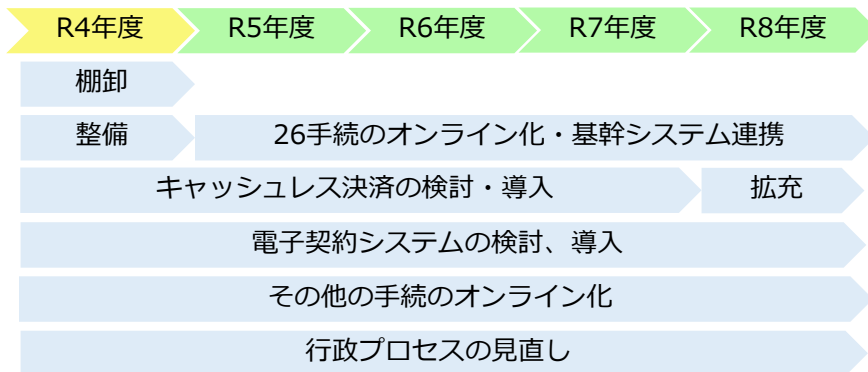 R4年度 R5年度 R6年度 R7年度 R8年度
棚卸
整備 26手続のオンライン化・基幹システム連携
キャッシュレス決済の検討・導入 拡充
電子契約システムの検討、導入
その他の手続のオンライン化
行政プロセスの見直し